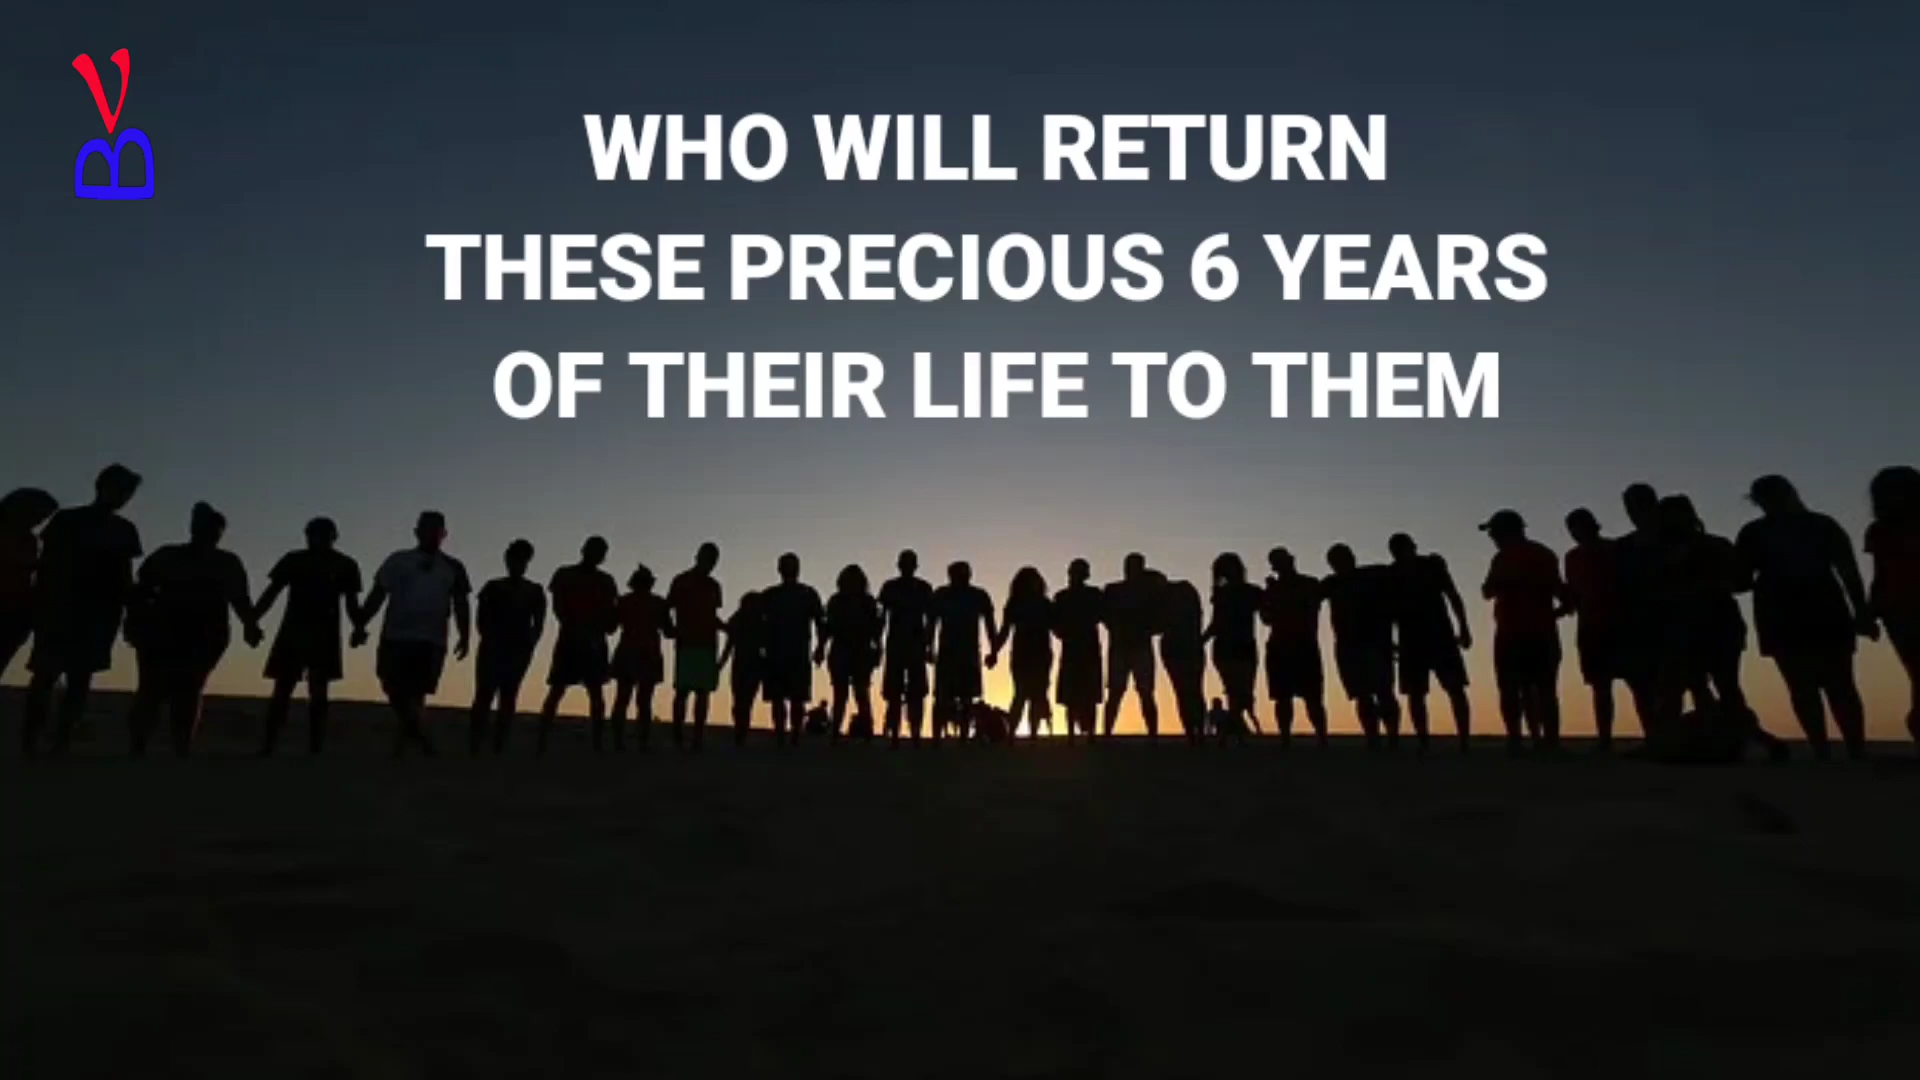 V
B
WHO WILL RETURN
THESE PRECIOUS 6 YEARS
OF THEIR LIFE TO THEM